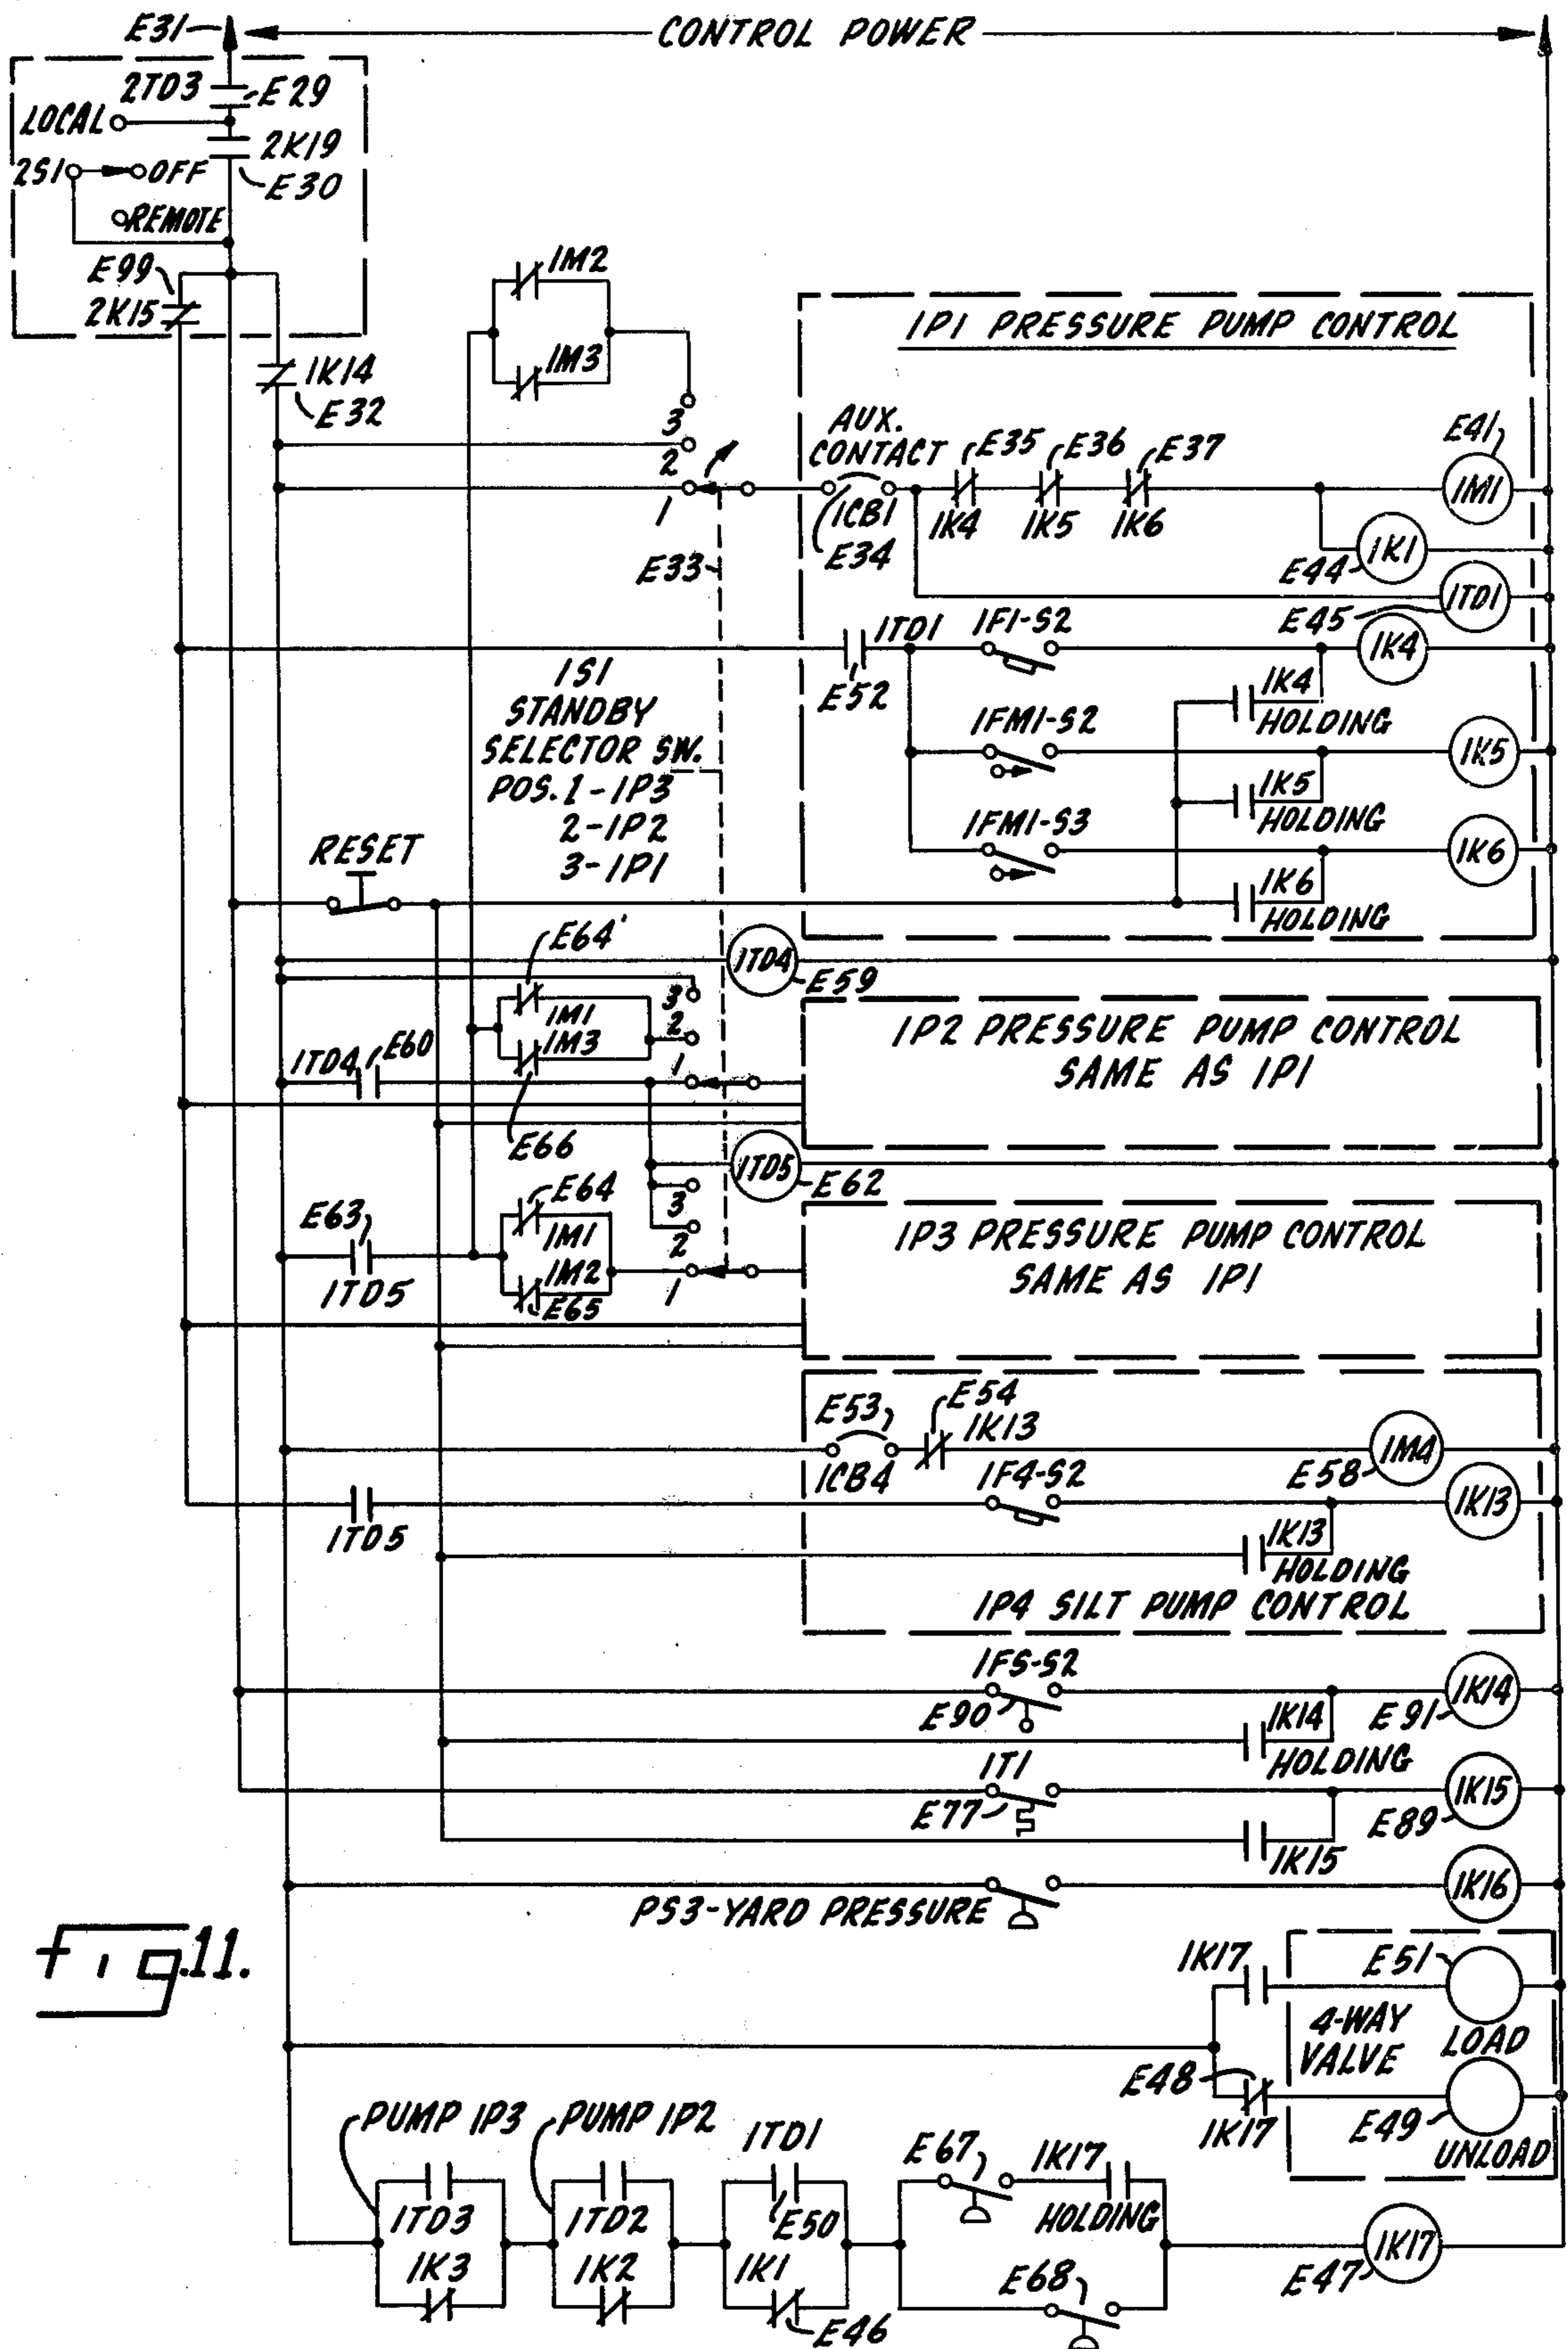 E31
CONTROL POWER
2TD3
E29
LOCAL
2K19
2S1
OFF
E30
REMOTE
E99
2K15
1M2
1P1 PRESSURE PUMP CONTROL
1M3
1K14
E32
3
AUX.
CONTACT
E35
E36
E37
E41
2
1M1
1
1CB1
1K4
1K5
1K6
E34
1K1
E33
E44
1TD1
E45
1TD1
1F1-S2
1K4
1S1
STANDBY
SELECTOR SW.
POS. 1-1P3
2-1P2
3-1P1
E52
1K4
HOLDING
1FM1-S2
1K5
1K5
HOLDING
1FM1-S3
1K6
RESET
1K6
HOLDING
E64'
1TD4
E59
3
1M1
1M3
2
1P2 PRESSURE PUMP CONTROL
SAME AS 1P1
1TD4
E60
1
E66
1TD5
E62
E64
3
E63
1M1
2
1P3 PRESSURE PUMP CONTROL
SAME AS 1P1
1M2
1
1TD5
E65
E53
E54
1K13
1M4
1CB4
E58
1F4-S2
1K13
1TD5
1K13
HOLDING
1P4 SILT PUMP CONTROL
1FS-S2
1K14
E90
1K14
E91
HOLDING
1T1
1K15
E77
E89
1K15
1K16
PS3-YARD PRESSURE
Fig. 11.
1K17
E51
4-WAY
VALVE
LOAD
E48
1K17
E49
UNLOAD
PUMP 1P3
PUMP 1P2
1TD1
E67
1K17
1TD3
1TD2
E50
HOLDING
1K3
1K2
1K1
E68
1K17
E47
E46